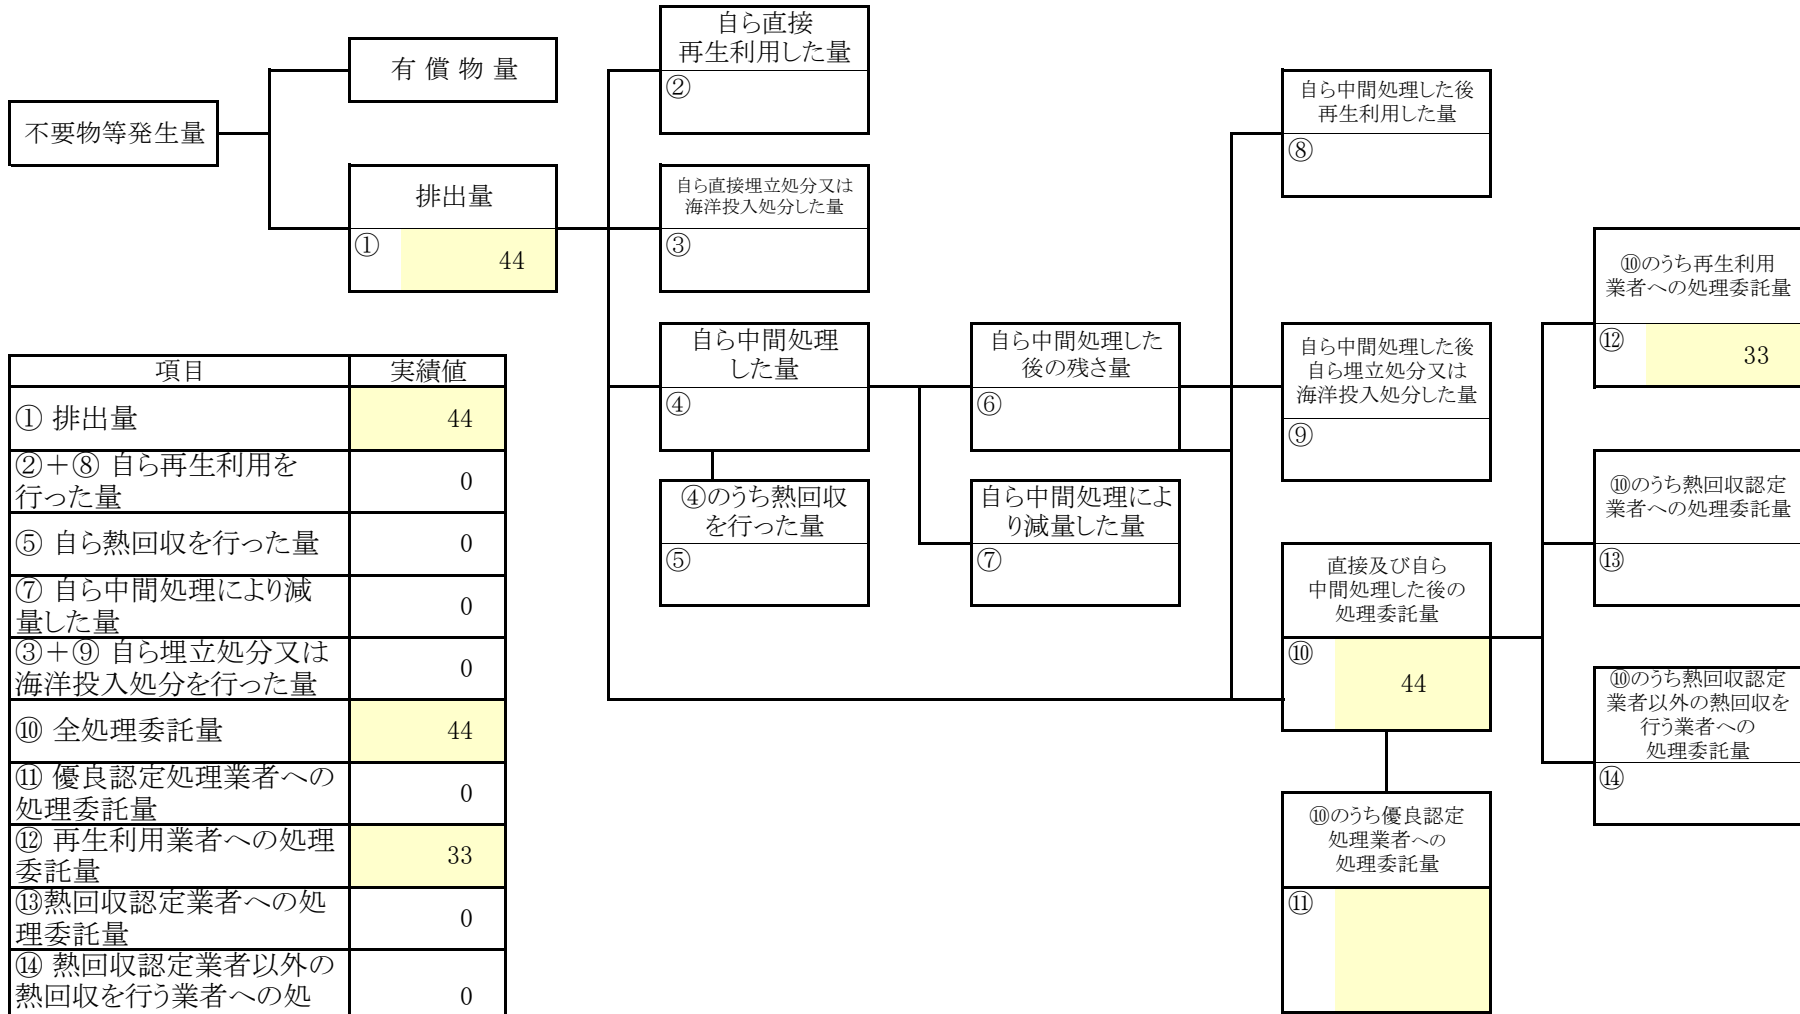 不要物等発生量
有 償 物 量
排出量
①
44
自ら直接
再生利用した量
②
自ら直接埋立処分又は
海洋投入処分した量
③
自ら中間処理
した量
④
④のうち熱回収
を行った量
⑤
自ら中間処理した
後の残さ量
⑥
自ら中間処理によ
り減量した量
⑦
自ら中間処理した後
再生利用した量
⑧
自ら中間処理した後
自ら埋立処分又は
海洋投入処分した量
⑨
直接及び自ら
中間処理した後の
処理委託量
⑩
44
⑩のうち優良認定
処理業者への
処理委託量
⑪
⑩のうち再生利用
業者への処理委託量
⑫
33
⑩のうち熱回収認定
業者への処理委託量
⑬
⑩のうち熱回収認定
業者以外の熱回収を
行う業者への
処理委託量
⑭
項目 実績値
① 排出量 44
②＋⑧ 自ら再生利用を
行った量 0
⑤ 自ら熱回収を行った量 0
⑦ 自ら中間処理により減
量した量 0
③＋⑨ 自ら埋立処分又は
海洋投入処分を行った量 0
⑩ 全処理委託量 44
⑪ 優良認定処理業者への
処理委託量 0
⑫ 再生利用業者への処理
委託量 33
⑬熱回収認定業者への処
理委託量 0
⑭ 熱回収認定業者以外の
熱回収を行う業者への処 0